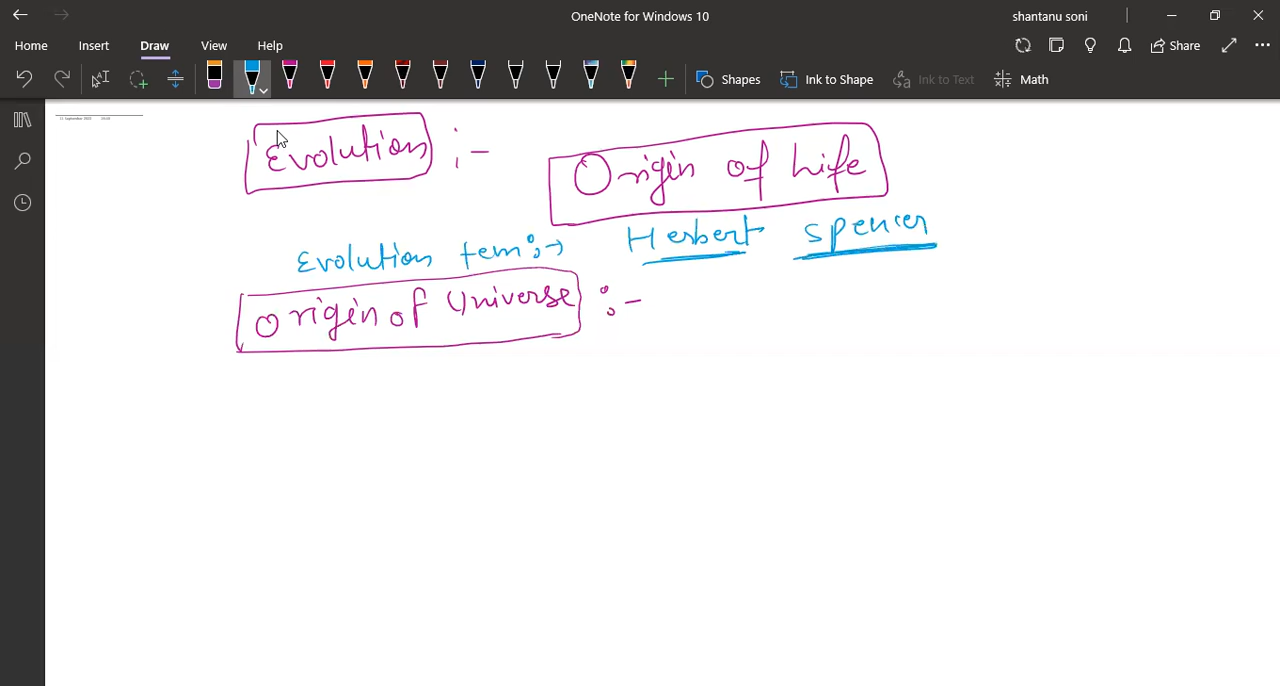 OneNote for Windows 10
shantanu soni
Home Insert Draw View Help
Share
Shapes Ink to Shape Ink to Text Math
Evolution :-
Origin of Life
Evolution tem :→ Herbert Spencer
Origin of Universe :-